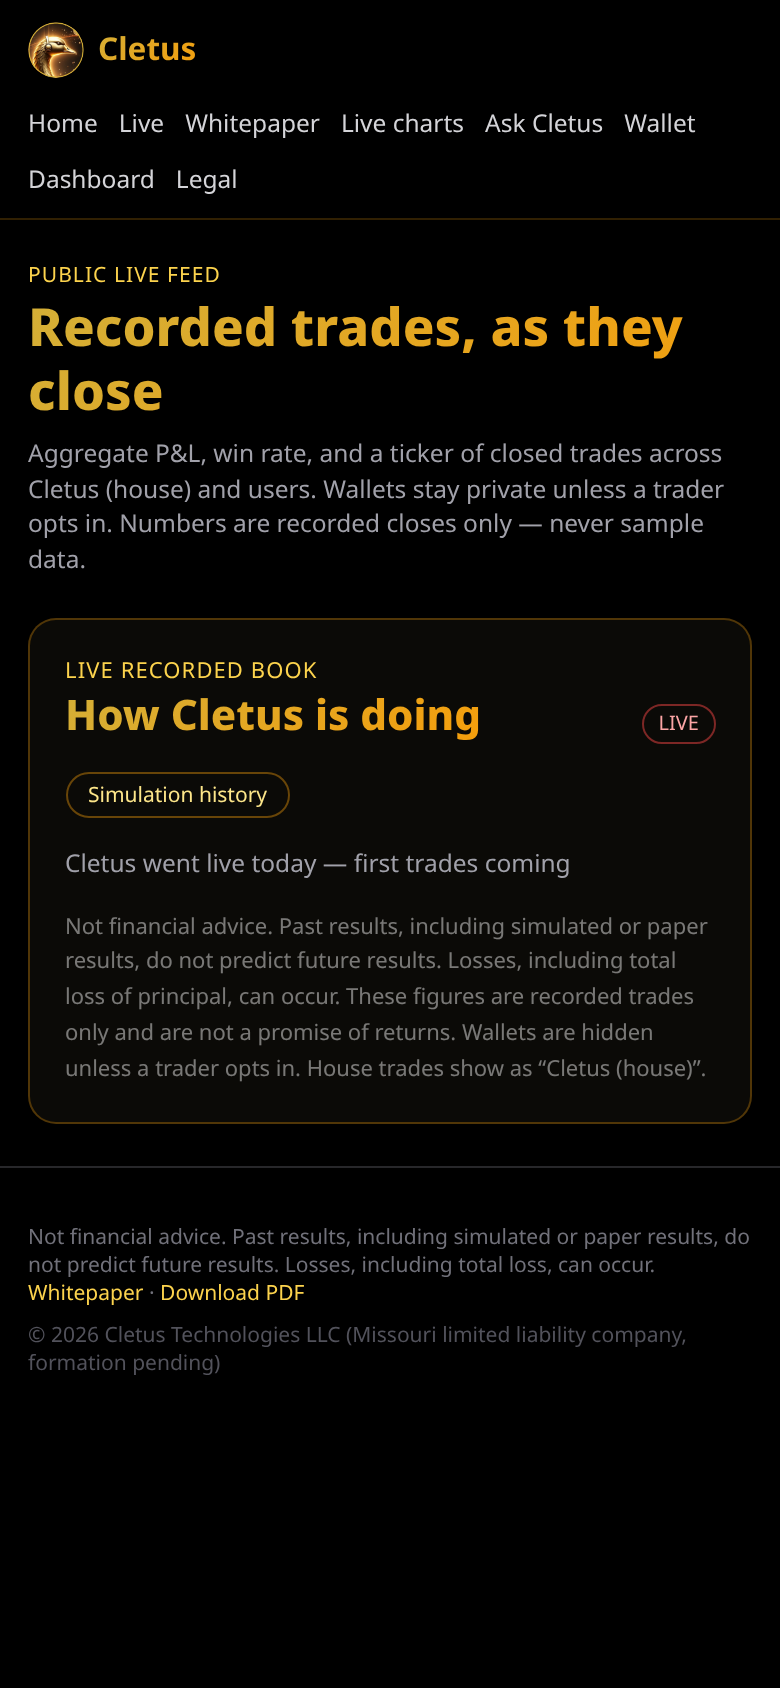 Cletus
Home Live Whitepaper Live charts Ask Cletus Wallet
Dashboard Legal
PUBLIC LIVE FEED
Recorded trades, as they
close
Aggregate P&L, win rate, and a ticker of closed trades across
Cletus (house) and users. Wallets stay private unless a trader
opts in. Numbers are recorded closes only — never sample
data.
LIVE RECORDED BOOK
How Cletus is doing
LIVE
Simulation history
Cletus went live today — first trades coming
Not financial advice. Past results, including simulated or paper
results, do not predict future results. Losses, including total
loss of principal, can occur. These figures are recorded trades
only and are not a promise of returns. Wallets are hidden
unless a trader opts in. House trades show as “Cletus (house)”.
Not financial advice. Past results, including simulated or paper results, do
not predict future results. Losses, including total loss, can occur.
Whitepaper · Download PDF
© 2026 Cletus Technologies LLC (Missouri limited liability company,
formation pending)